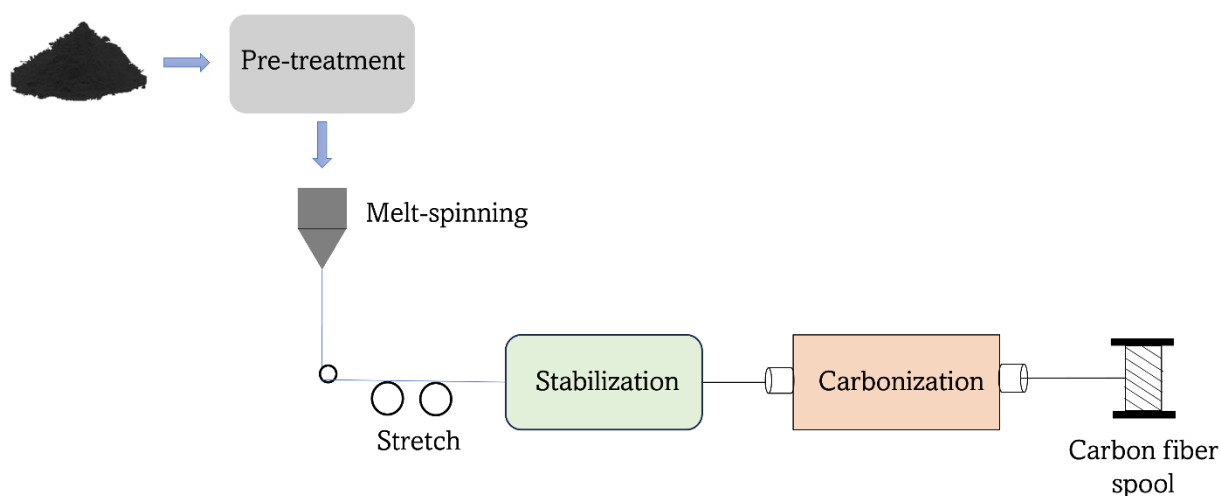 Pre-treatment
Melt-spinning
Stretch
Stabilization
Carbonization
Carbon fiber
spool